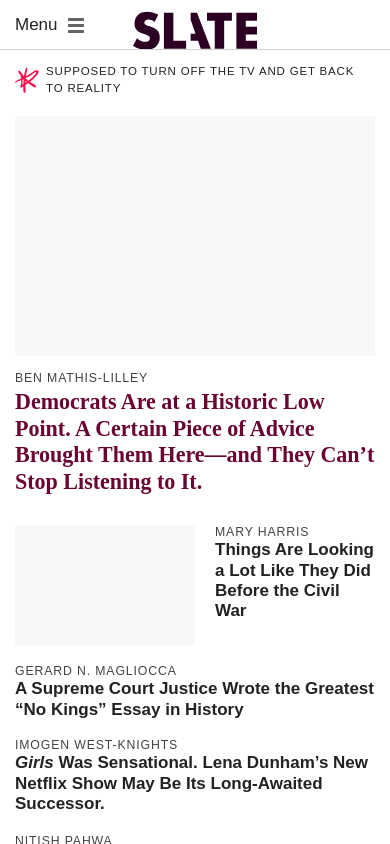 Menu
SLATE
SUPPOSED TO TURN OFF THE TV AND GET BACK
TO REALITY
BEN MATHIS-LILLEY
Democrats Are at a Historic Low
Point. A Certain Piece of Advice
Brought Them Here—and They Can’t
Stop Listening to It.
MARY HARRIS
Things Are Looking
a Lot Like They Did
Before the Civil
War
GERARD N. MAGLIOCCA
A Supreme Court Justice Wrote the Greatest
“No Kings” Essay in History
IMOGEN WEST-KNIGHTS
Girls Was Sensational. Lena Dunham’s New
Netflix Show May Be Its Long-Awaited
Successor.
NITISH PAHWA